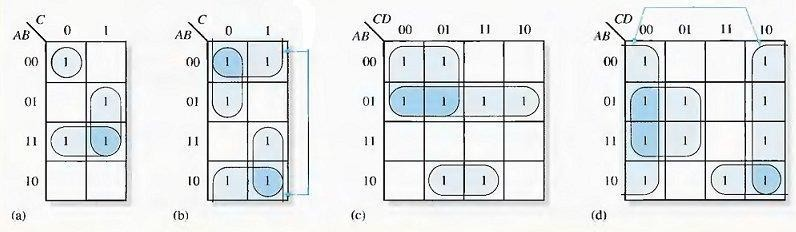 C
0 1
AB
00 1
01 1
11 1 1
10
(a)
C
0 1
AB
00 1 1
01 1
11 1
10 1 1
(b)
CD
00 01 11 10
AB
00 1 1
01 1 1 1 1
11
10 1 1
(c)
CD
00 01 11 10
AB
00 1 1
01 1 1 1
11 1 1 1
10 1 1 1
(d)